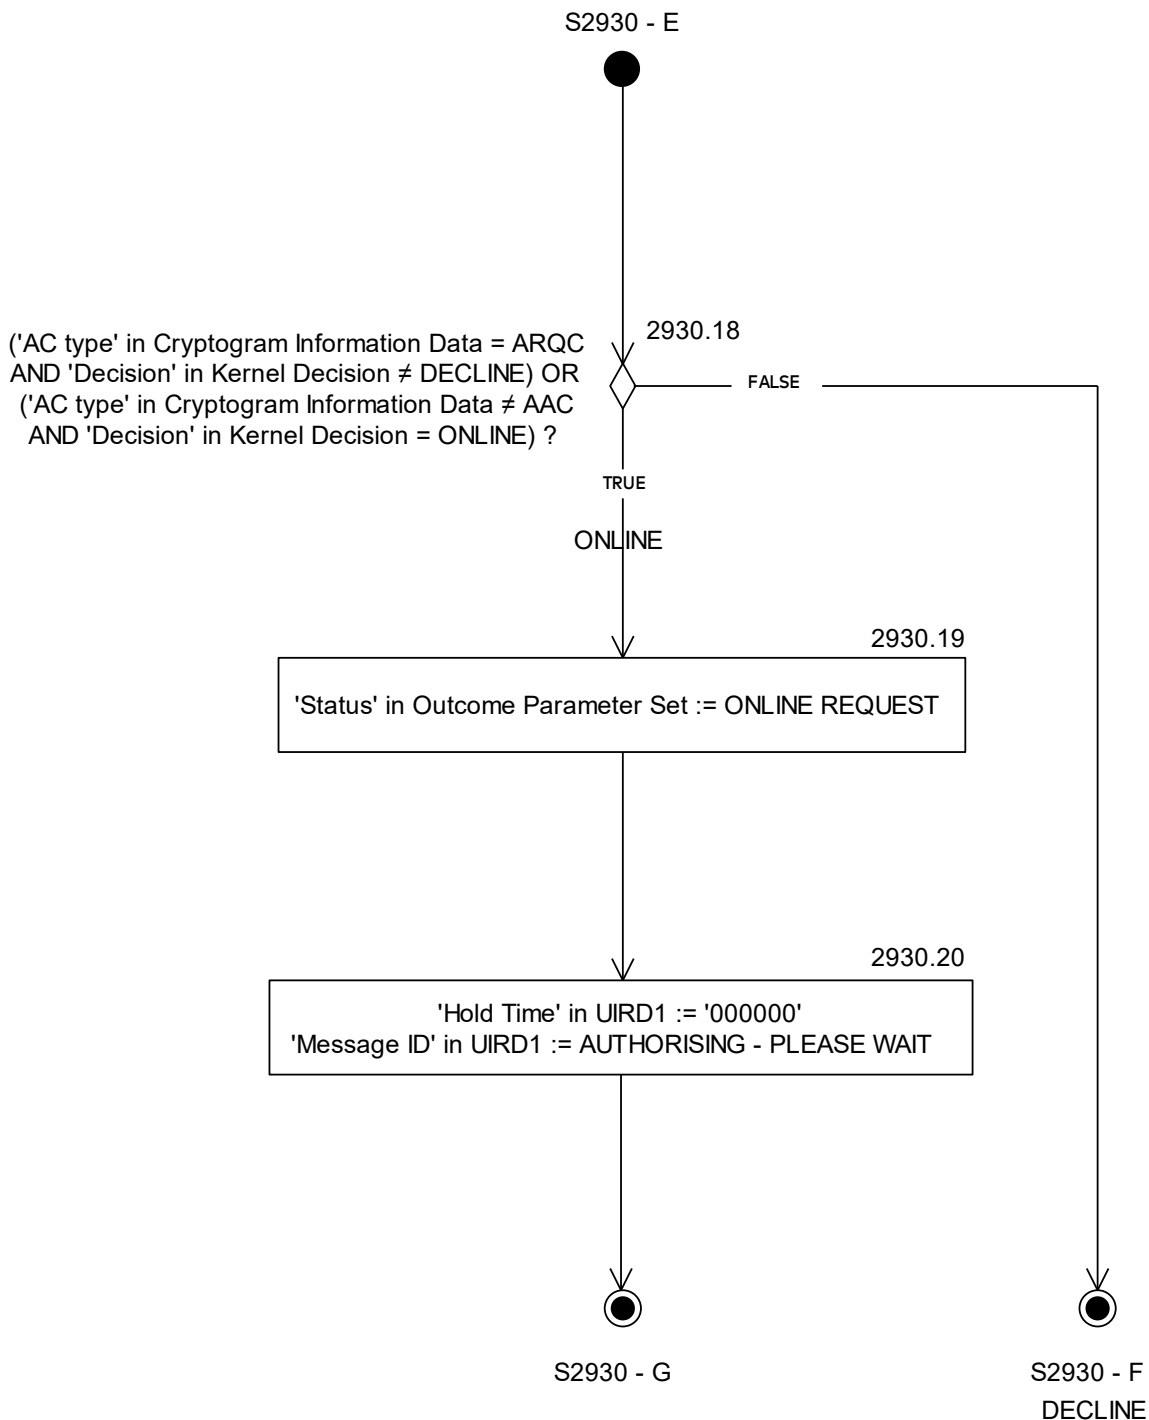 S2930 - E
2930.18
('AC type' in Cryptogram Information Data = ARQC
AND 'Decision' in Kernel Decision ≠ DECLINE) OR
('AC type' in Cryptogram Information Data ≠ AAC
AND 'Decision' in Kernel Decision = ONLINE) ?
FALSE
TRUE
ONLINE
2930.19
'Status' in Outcome Parameter Set := ONLINE REQUEST
2930.20
'Hold Time' in UIRD1 := '000000'
'Message ID' in UIRD1 := AUTHORISING - PLEASE WAIT
S2930 - G
S2930 - F
DECLINE